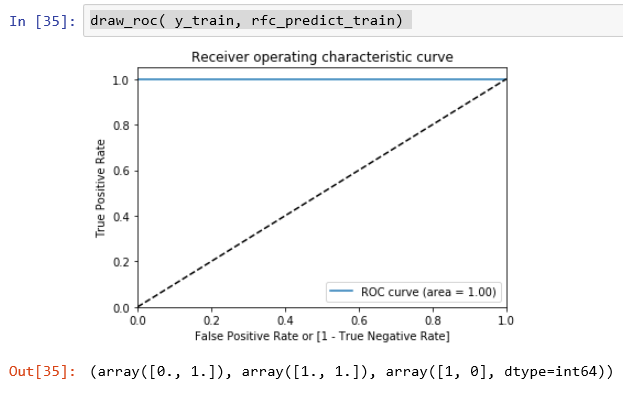 In [35]: draw_roc( y_train, rfc_predict_train)
Receiver operating characteristic curve
1.0
0.8
0.6
0.4
0.2
0.0
True Positive Rate
ROC curve (area = 1.00)
0.0 0.2 0.4 0.6 0.8 1.0
False Positive Rate or [1 - True Negative Rate]
Out[35]: (array([0., 1.]), array([1., 1.]), array([1, 0], dtype=int64))